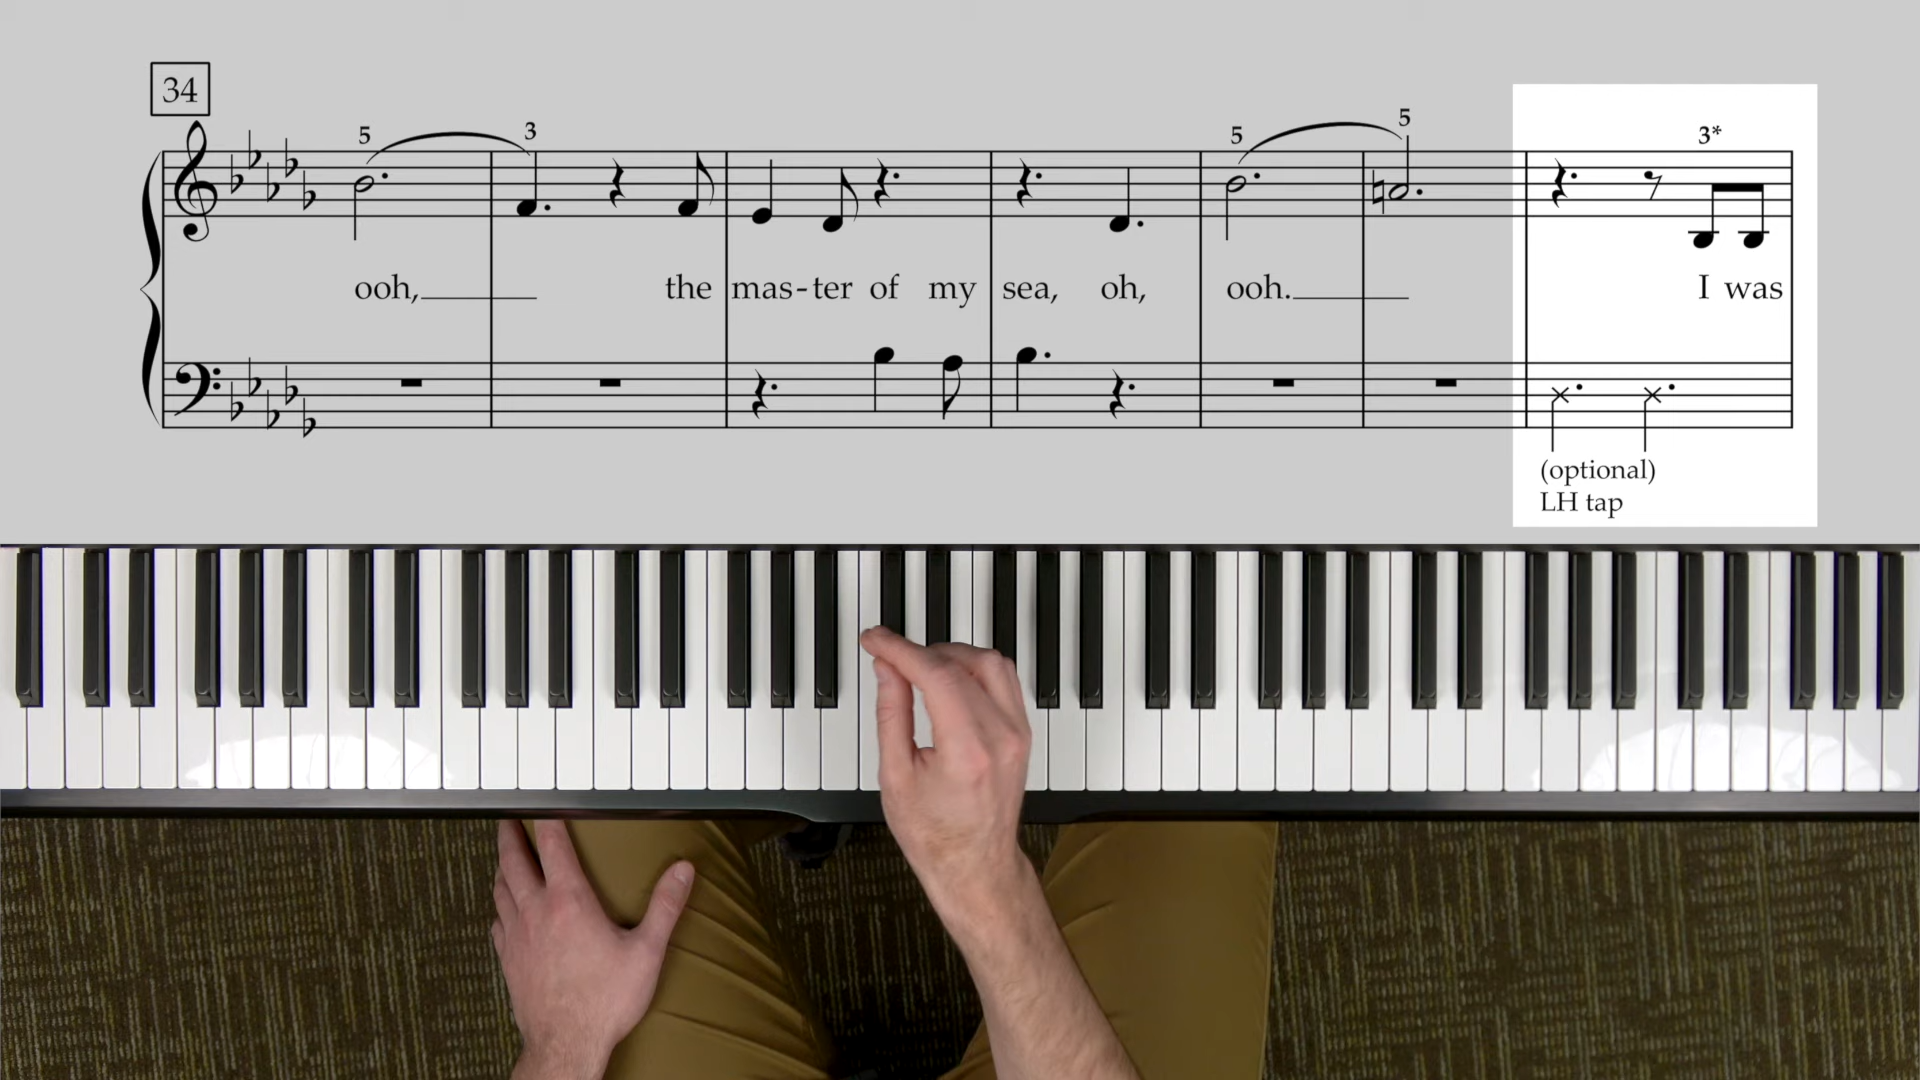 34
5 3 5 5 3*
ooh, the mas-ter of my sea, oh, ooh. I was
(optional)
LH tap